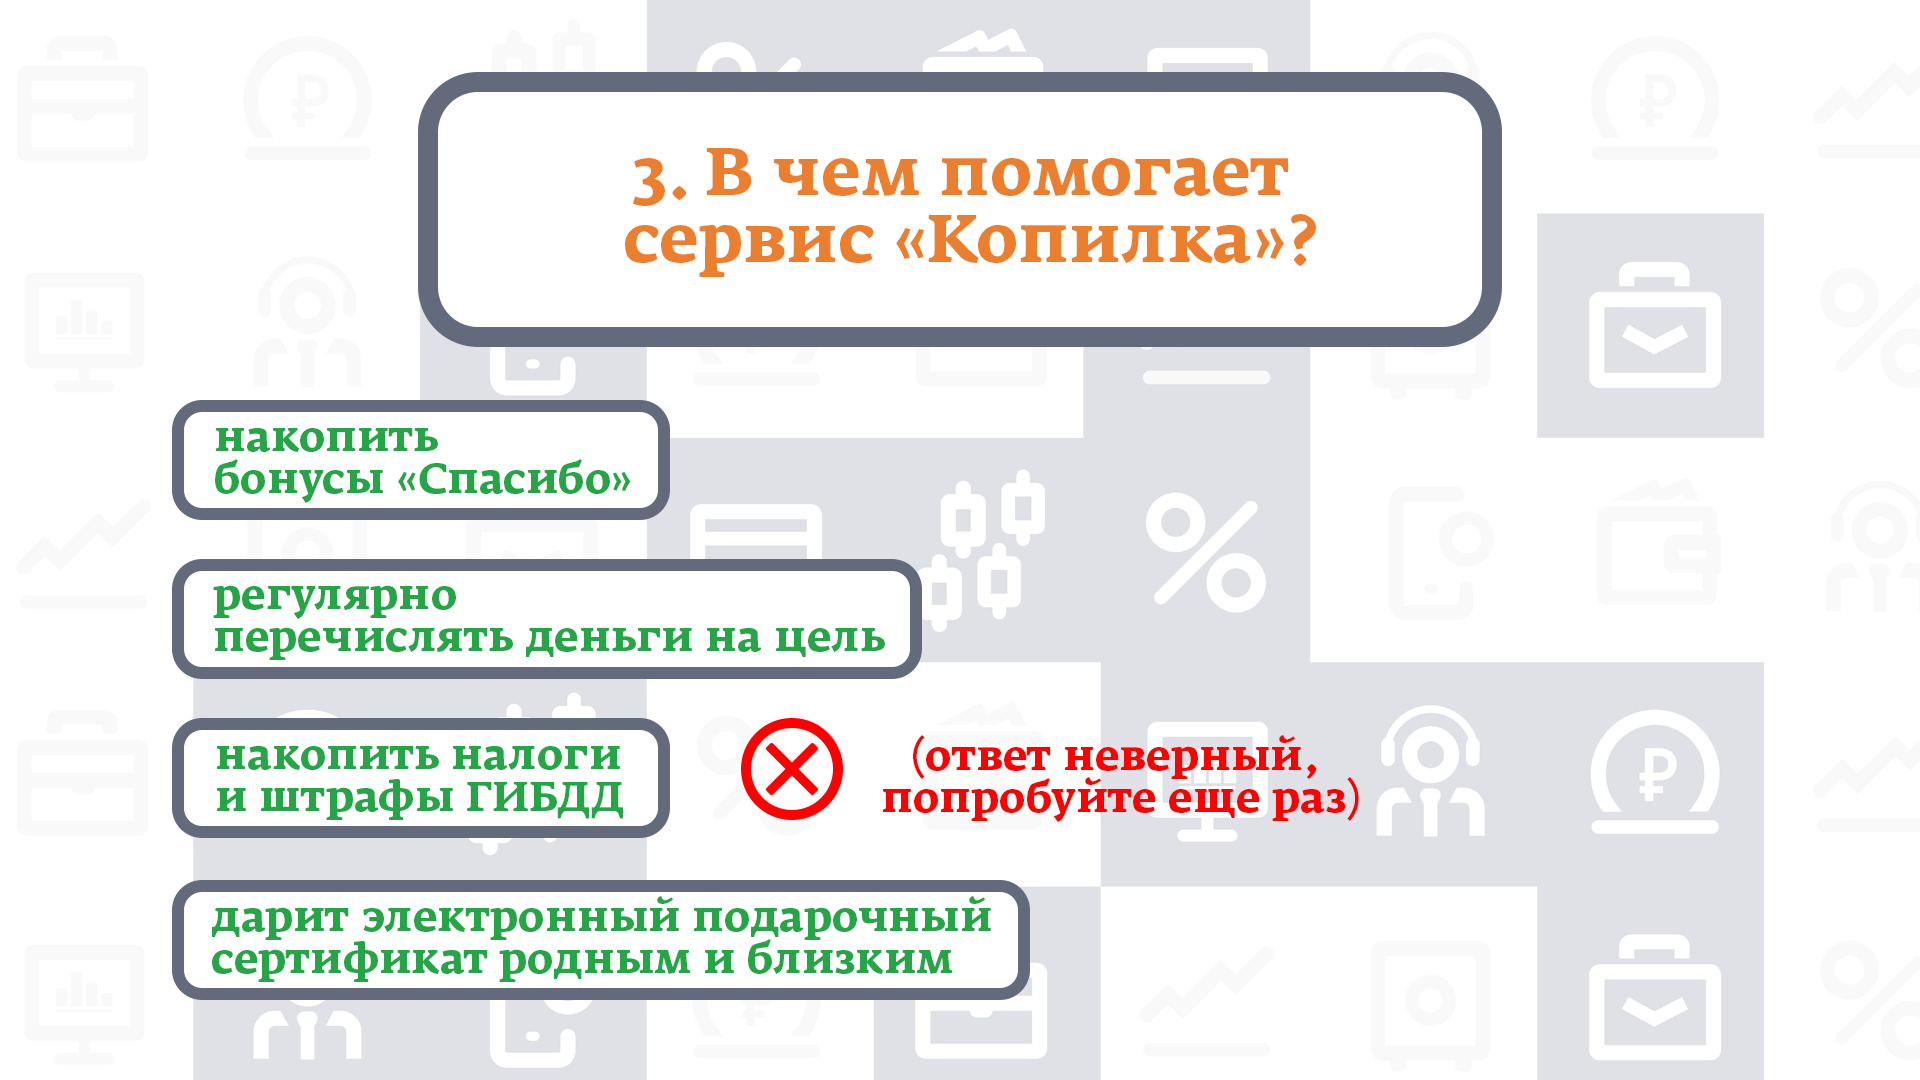 3. В чем помогает
сервис «Копилка»?
накопить
бонусы «Спасибо»
регулярно
перечислять деньги на цель
накопить налоги
и штрафы ГИБДД
(ответ неверный,
попробуйте еще раз)
дарит электронный подарочный
сертификат родным и близким